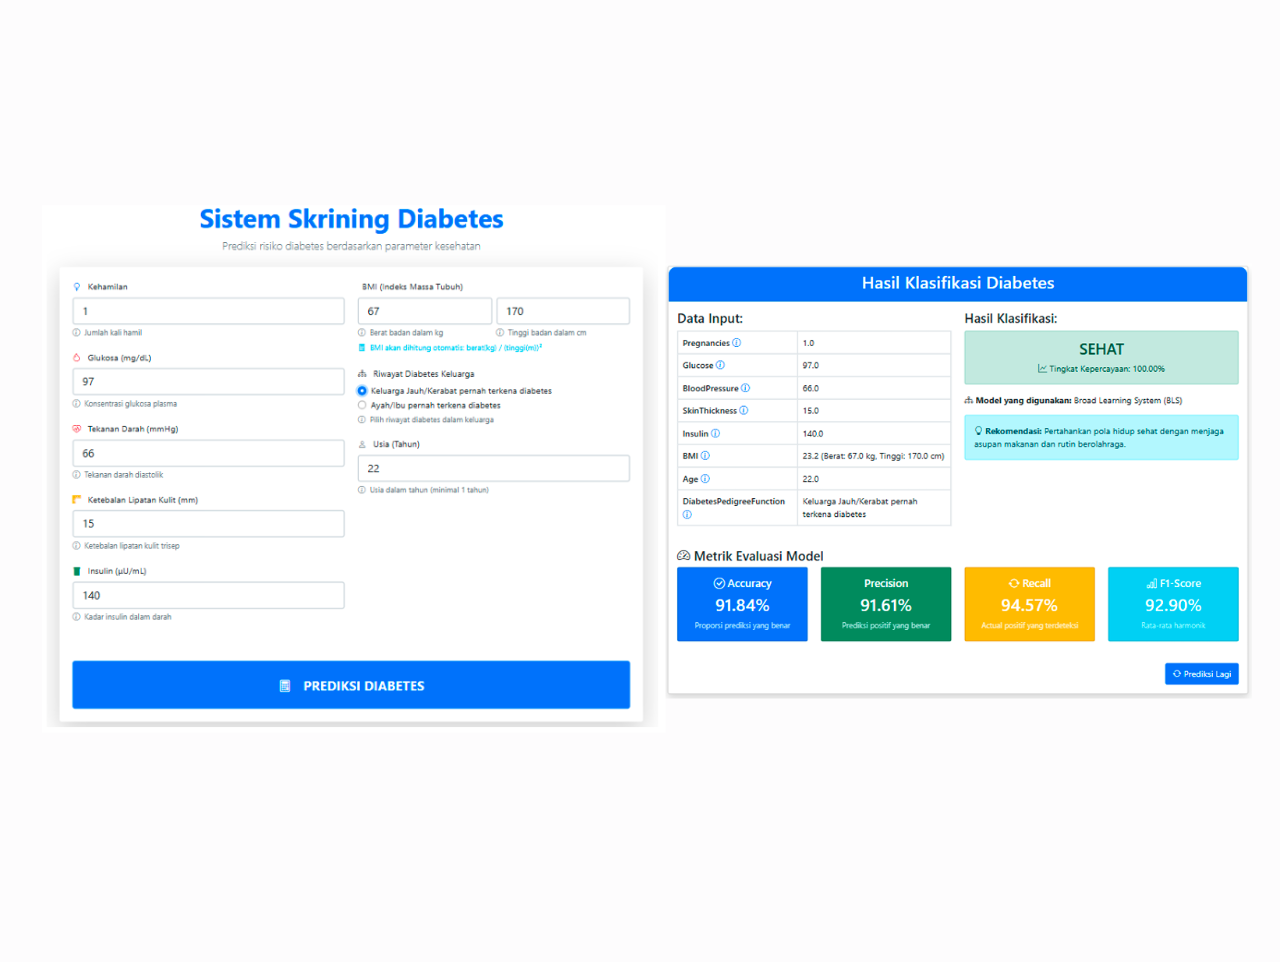 Sistem Skrining Diabetes
Prediksi risiko diabetes berdasarkan parameter kesehatan
Kehamilan
1
Jumlah kali hamil
Glukosa (mg/dL)
97
Konsentrasi glukosa plasma
Tekanan Darah (mmHg)
66
Tekanan darah diastolik
Ketebalan Lipatan Kulit (mm)
15
Ketebalan lipatan kulit trisep
Insulin (µU/mL)
140
Kadar insulin dalam darah
BMI (Indeks Massa Tubuh)
67 170
Berat badan dalam kg Tinggi badan dalam cm
BMI akan dihitung otomatis: berat(kg) / (tinggi(m))²
Riwayat Diabetes Keluarga
Keluarga Jauh/Kerabat pernah terkena diabetes
Ayah/Ibu pernah terkena diabetes
Pilih riwayat diabetes dalam keluarga
Usia (Tahun)
22
Usia dalam tahun (minimal 1 tahun)
PREDIKSI DIABETES
Hasil Klasifikasi Diabetes
Data Input:
Pregnancies 1.0
Glucose 97.0
BloodPressure 66.0
SkinThickness 15.0
Insulin 140.0
BMI 23.2 (Berat: 67.0 kg, Tinggi: 170.0 cm)
Age 22.0
DiabetesPedigreeFunction Keluarga Jauh/Kerabat pernah
terkena diabetes
Hasil Klasifikasi:
SEHAT
Tingkat Kepercayaan: 100.00%
Model yang digunakan: Broad Learning System (BLS)
Rekomendasi: Pertahankan pola hidup sehat dengan menjaga
asupan makanan dan rutin berolahraga.
Metrik Evaluasi Model
Accuracy
91.84%
Proporsi prediksi yang benar
Precision
91.61%
Prediksi positif yang benar
Recall
94.57%
Actual positif yang terdeteksi
F1-Score
92.90%
Rata-rata harmonik
Prediksi Lagi